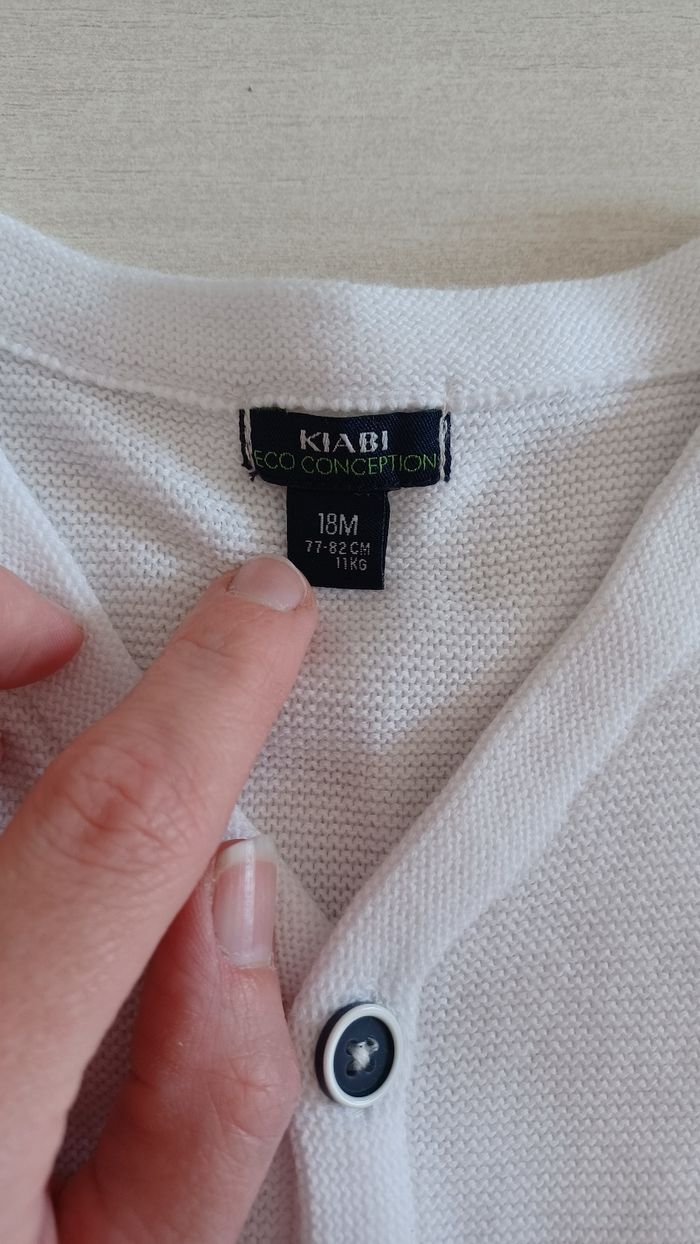 KIABI
ECO CONCEPTION
18M
77-82 CM
11KG